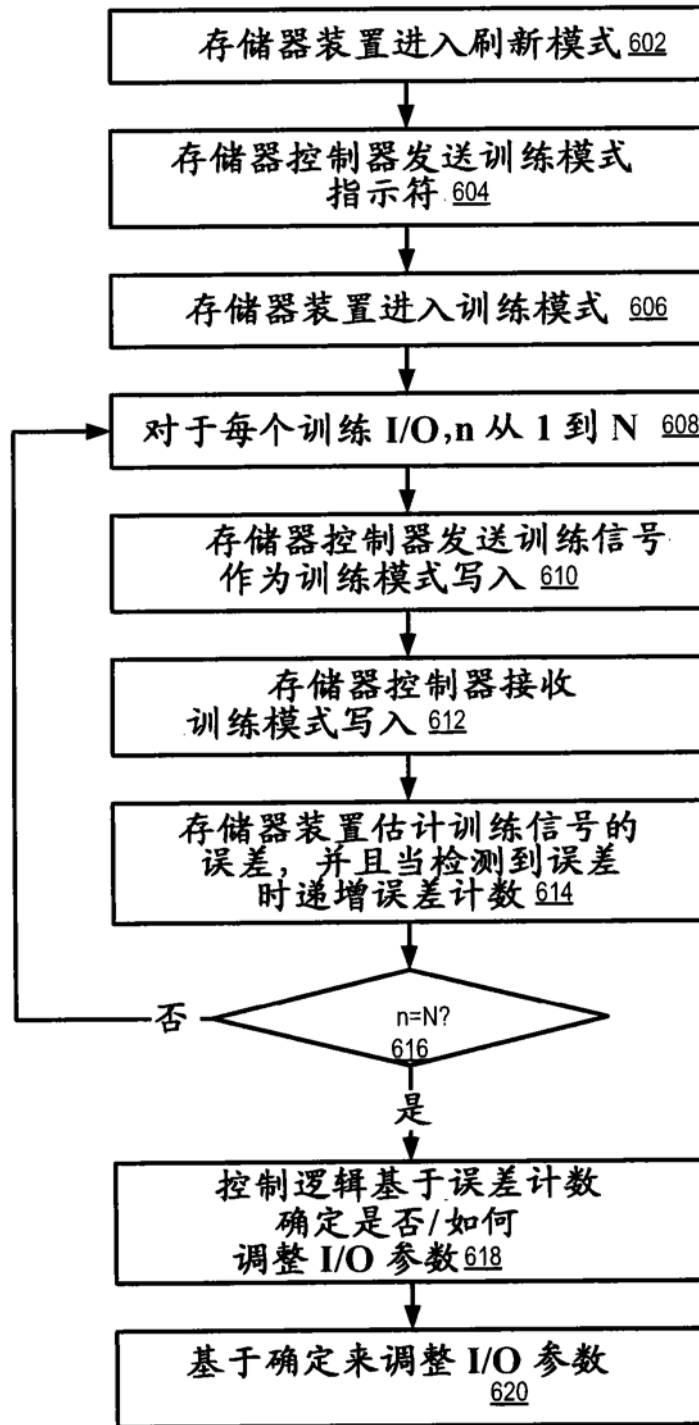 存储器装置进入刷新模式 602
存储器控制器发送训练模式
指示符 604
存储器装置进入训练模式 606
对于每个训练 I/O,n 从 1 到 N 608
存储器控制器发送训练信号
作为训练模式写入 610
存储器控制器接收
训练模式写入 612
存储器装置估计训练信号的
误差，并且当检测到误差
时递增误差计数 614
否
n=N?
616
是
控制逻辑基于误差计数
确定是否/如何
调整 I/O 参数 618
基于确定来调整 I/O 参数
620